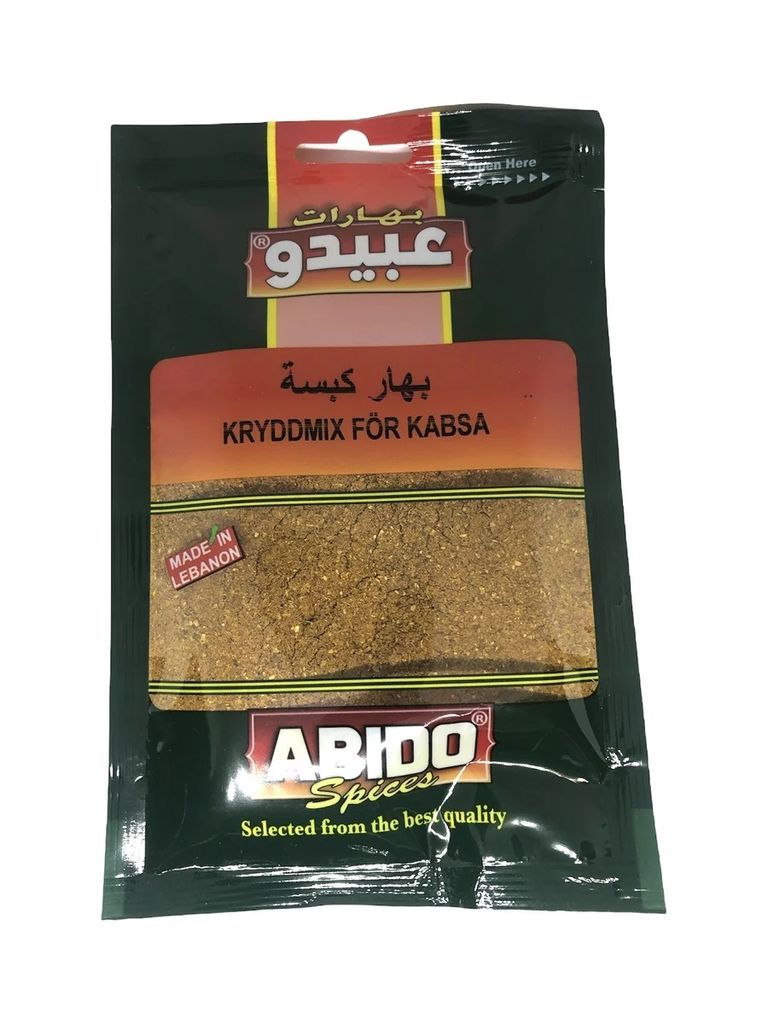 Open Here
بهارات
عبيدو ®
بهار كبسة
KRYDDMIX FÖR KABSA
MADE IN
LEBANON
ABIDO ®
Spices
Selected from the best quality